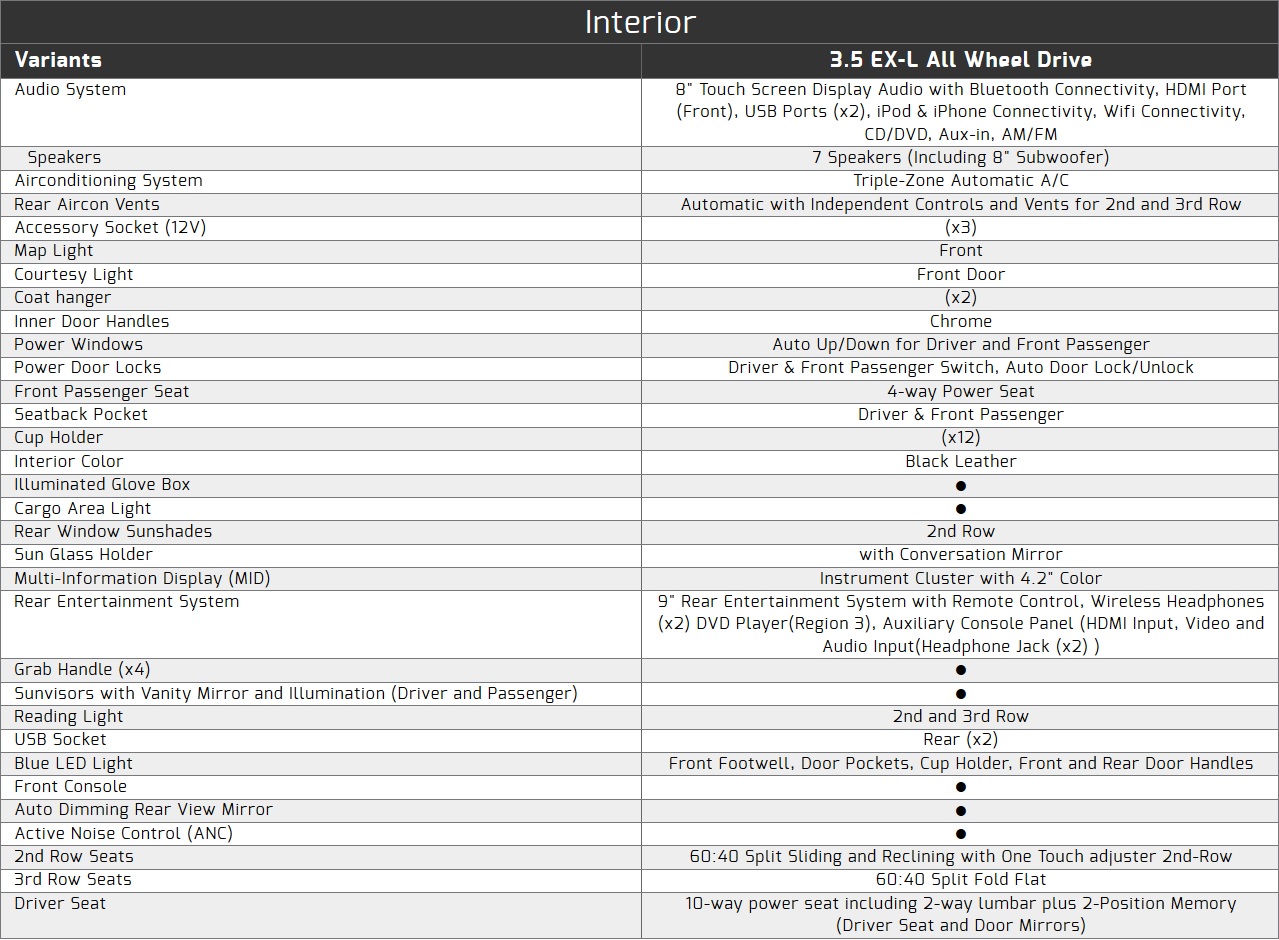 Interior
Variants 3.5 EX-L All Wheel Drive
Audio System 8" Touch Screen Display Audio with Bluetooth Connectivity, HDMI Port
(Front), USB Ports (x2), iPod & iPhone Connectivity, Wifi Connectivity,
CD/DVD, Aux-in, AM/FM
Speakers 7 Speakers (Including 8" Subwoofer)
Airconditioning System Triple-Zone Automatic A/C
Rear Aircon Vents Automatic with Independent Controls and Vents for 2nd and 3rd Row
Accessory Socket (12V) (x3)
Map Light Front
Courtesy Light Front Door
Coat hanger (x2)
Inner Door Handles Chrome
Power Windows Auto Up/Down for Driver and Front Passenger
Power Door Locks Driver & Front Passenger Switch, Auto Door Lock/Unlock
Front Passenger Seat 4-way Power Seat
Seatback Pocket Driver & Front Passenger
Cup Holder (x12)
Interior Color Black Leather
Illuminated Glove Box ●
Cargo Area Light ●
Rear Window Sunshades 2nd Row
Sun Glass Holder with Conversation Mirror
Multi-Information Display (MID) Instrument Cluster with 4.2" Color
Rear Entertainment System 9" Rear Entertainment System with Remote Control, Wireless Headphones
(x2) DVD Player(Region 3), Auxiliary Console Panel (HDMI Input, Video and
Audio Input(Headphone Jack (x2) )
Grab Handle (x4) ●
Sunvisors with Vanity Mirror and Illumination (Driver and Passenger) ●
Reading Light 2nd and 3rd Row
USB Socket Rear (x2)
Blue LED Light Front Footwell, Door Pockets, Cup Holder, Front and Rear Door Handles
Front Console ●
Auto Dimming Rear View Mirror ●
Active Noise Control (ANC) ●
2nd Row Seats 60:40 Split Sliding and Reclining with One Touch adjuster 2nd-Row
3rd Row Seats 60:40 Split Fold Flat
Driver Seat 10-way power seat including 2-way lumbar plus 2-Position Memory
(Driver Seat and Door Mirrors)